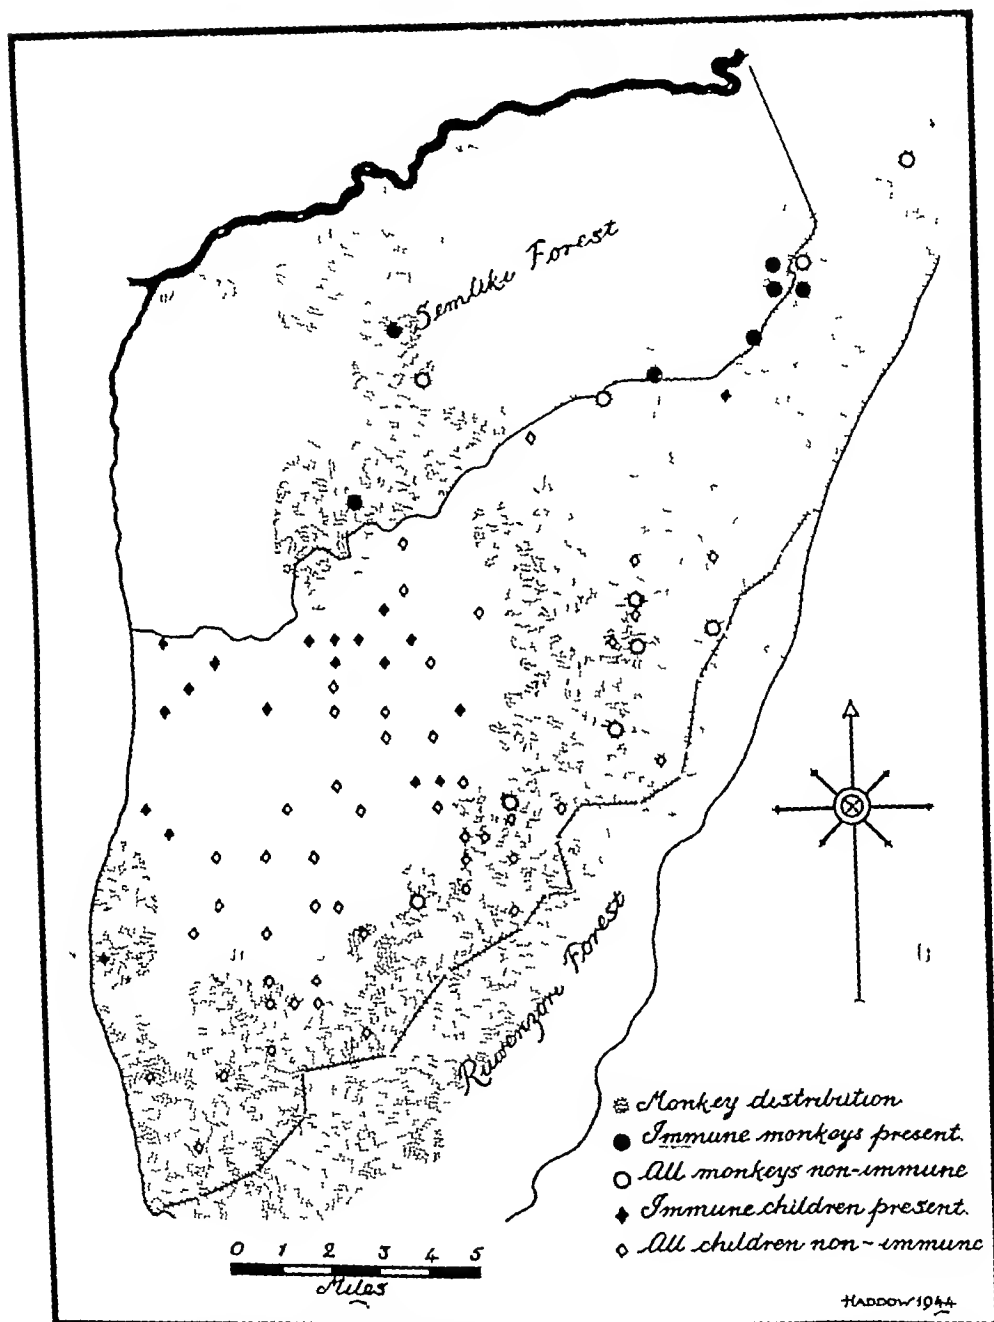 Semliki Forest
Ruwenzori Forest
Monkey distribution
Immune monkeys present.
All monkeys non-immune
Immune children present.
All children non-immune
0 1 2 3 4 5
Miles
HADDOW 1944